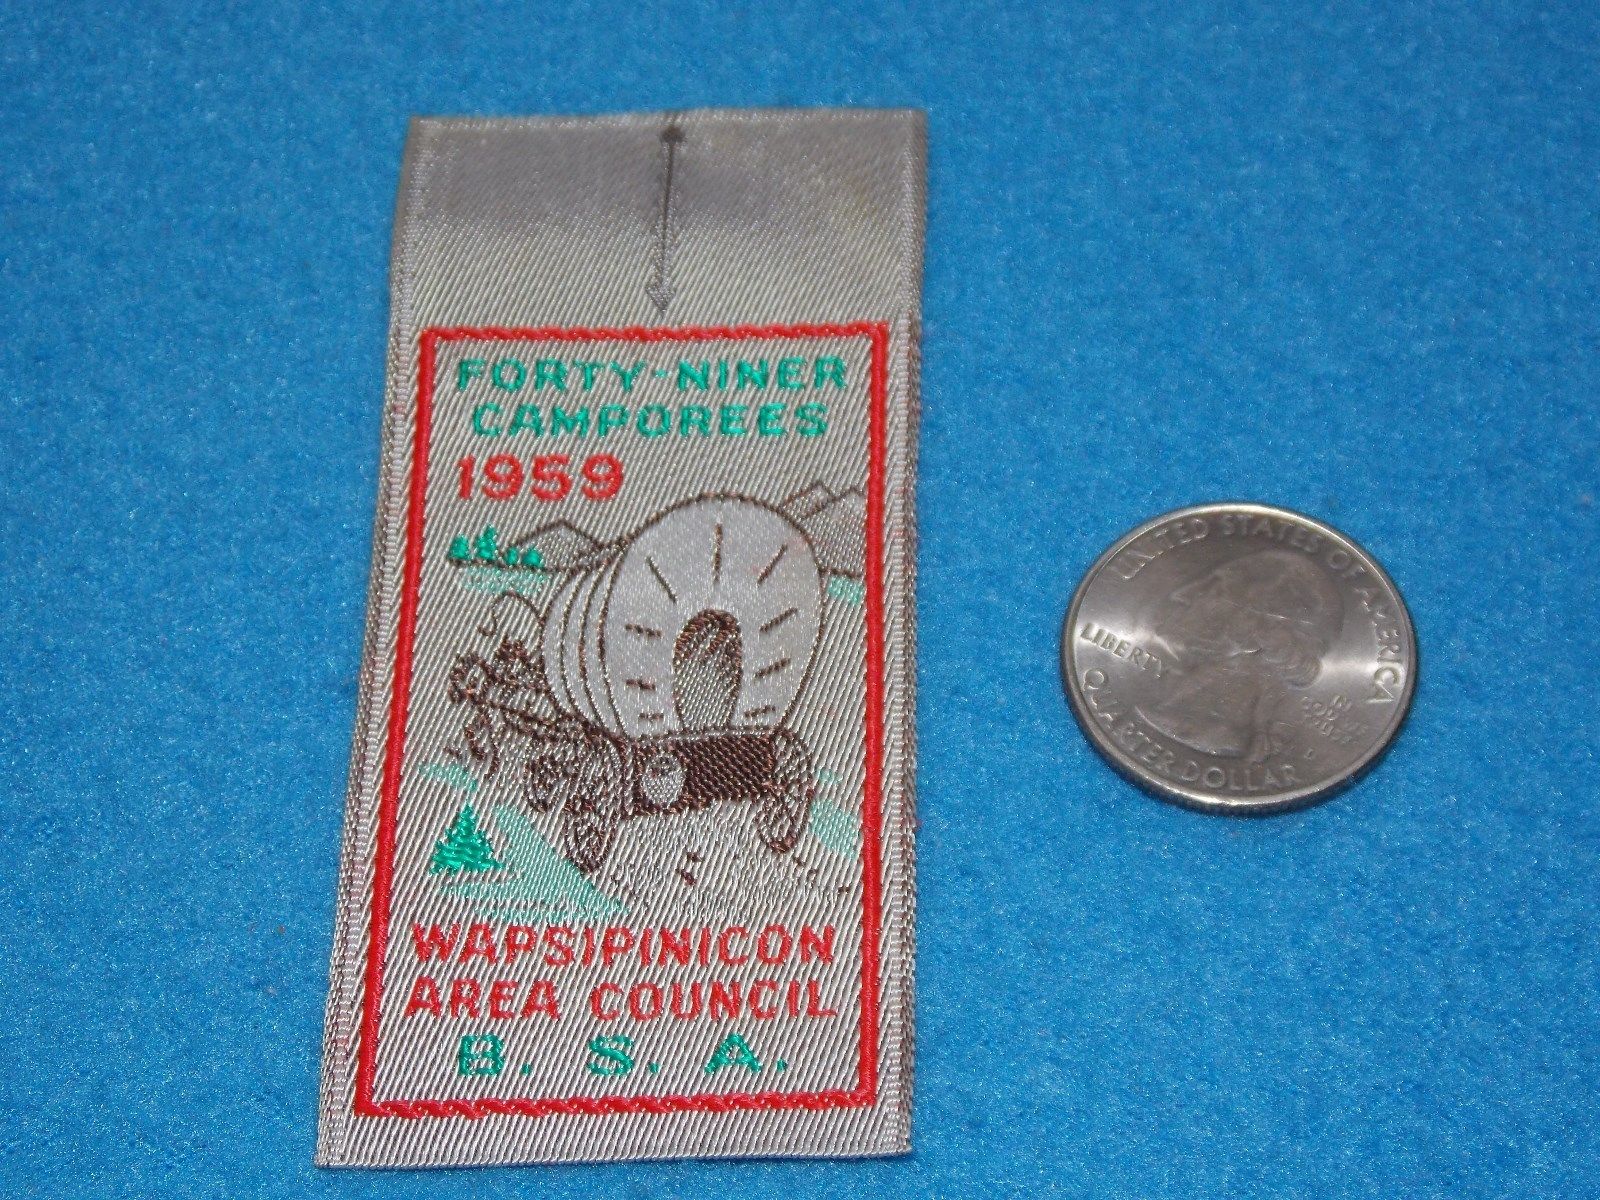 FORTY-NINER
CAMPOREES
1959
WAPSIPINICON
AREA COUNCIL
B. S. A.
UNITED STATES OF AMERICA
LIBERTY
QUARTER DOLLAR